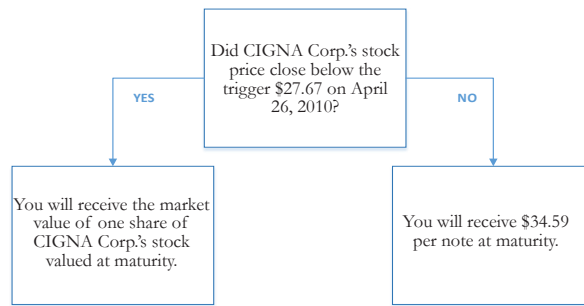 Did CIGNA Corp.'s stock
price close below the
trigger $27.67 on April
26, 2010?
YES
NO
You will receive the market
value of one share of
CIGNA Corp.'s stock
valued at maturity.
You will receive $34.59
per note at maturity.